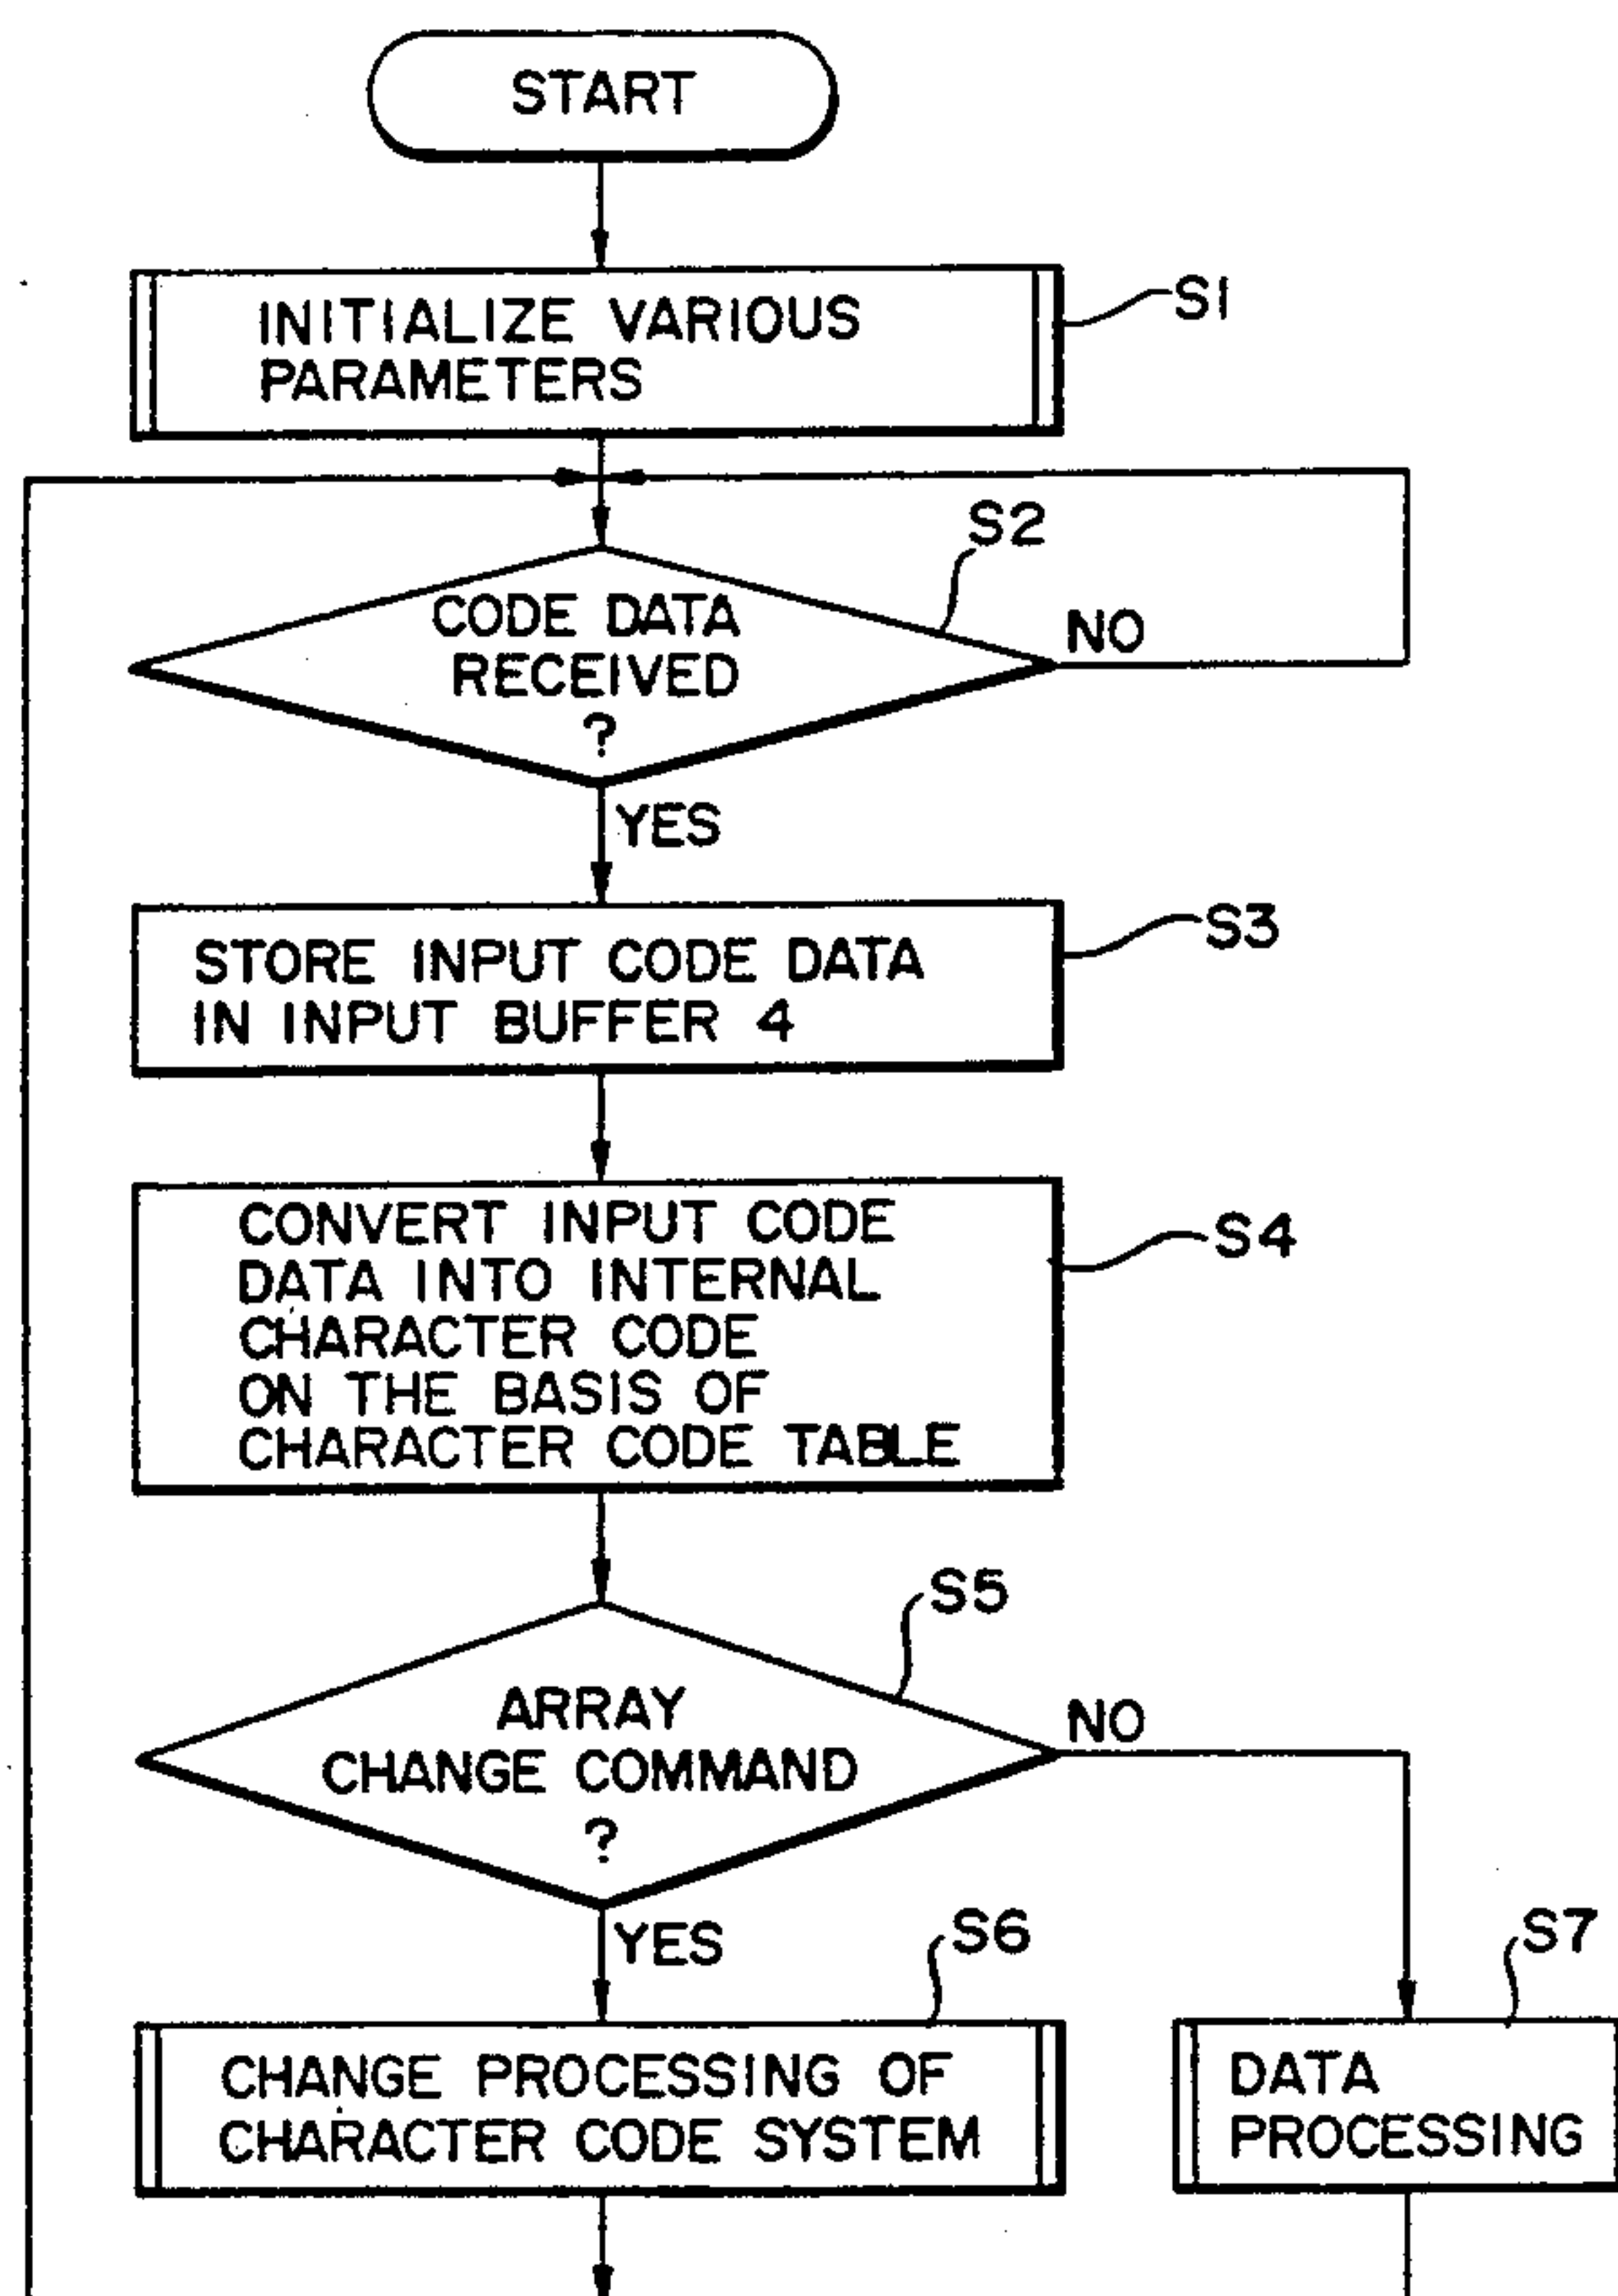 START
INITIALIZE VARIOUS
PARAMETERS
S1
S2
CODE DATA
RECEIVED
?
NO
YES
STORE INPUT CODE DATA
IN INPUT BUFFER 4
S3
CONVERT INPUT CODE
DATA INTO INTERNAL
CHARACTER CODE
ON THE BASIS OF
CHARACTER CODE TABLE
S4
S5
ARRAY
CHANGE COMMAND
?
NO
YES
S6
CHANGE PROCESSING OF
CHARACTER CODE SYSTEM
S7
DATA
PROCESSING